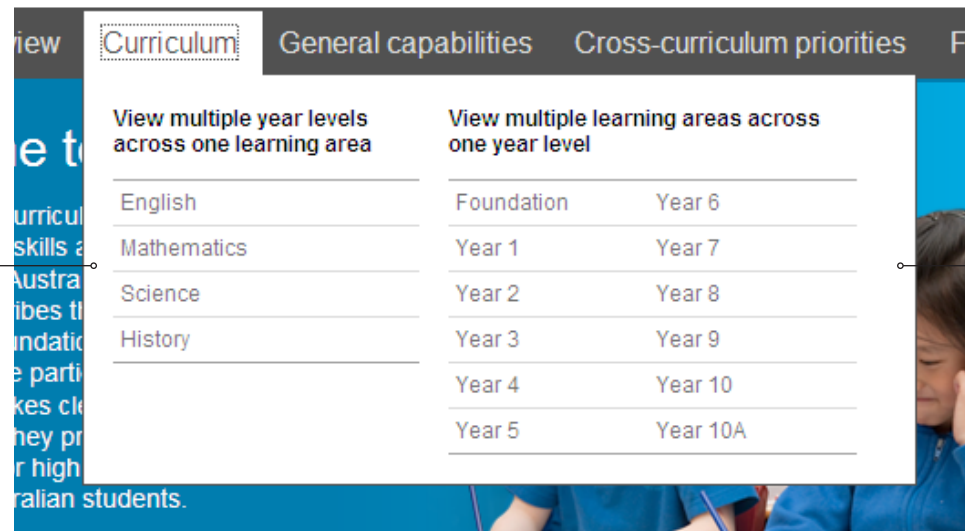 Curriculum General capabilities Cross-curriculum priorities
View multiple year levels
across one learning area
English
Mathematics
Science
History
View multiple learning areas across
one year level
Foundation Year 6
Year 1 Year 7
Year 2 Year 8
Year 3 Year 9
Year 4 Year 10
Year 5 Year 10A
students.